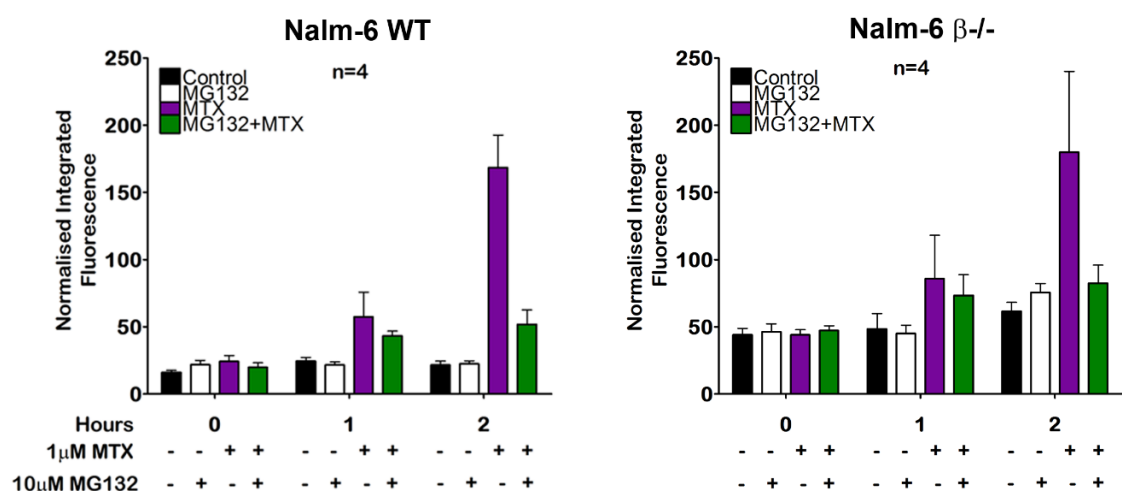 Nalm-6 WT
250
200
150
100
50
0
Normalised Integrated
Fluorescence
n=4
Control
MG132
MTX
MG132+MTX
Hours 0 1 2
1μM MTX - - + + - - + + - - + +
10μM MG132 - + - + - + - + - + - +
Nalm-6 β-/-
250
200
150
100
50
0
Normalised Integrated
Fluorescence
n=4
Control
MG132
MTX
MG132+MTX
0 1 2
- - + + - - + + - - + +
- + - + - + - + - + - +